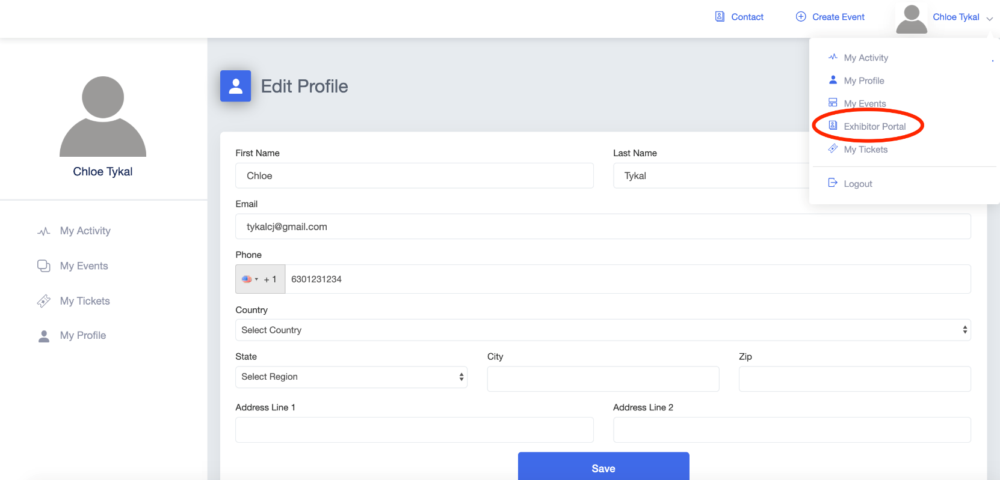 Contact
Create Event
Chloe Tykal
My Activity
My Profile
My Events
Exhibitor Portal
My Tickets
Logout
Chloe Tykal
My Activity
My Events
My Tickets
My Profile
Edit Profile
First Name
Last Name
Chloe
Tykal
Email
tykalcj@gmail.com
Phone
+ 1 6301231234
Country
Select Country
State
City
Zip
Select Region
Address Line 1
Address Line 2
Save